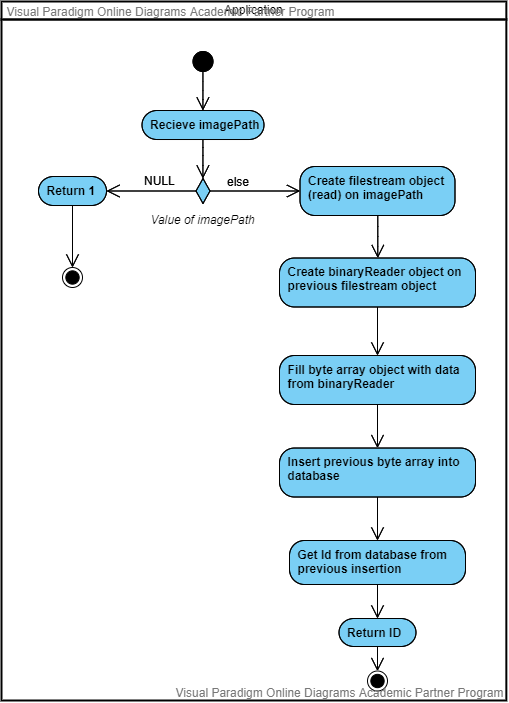 Visual Paradigm Online Diagrams Academic Partner Program
Application
Recieve imagePath
NULL
else
Return 1
Value of imagePath
Create filestream object
(read) on imagePath
Create binaryReader object on
previous filestream object
Fill byte array object with data
from binaryReader
Insert previous byte array into
database
Get Id from database from
previous insertion
Return ID
Visual Paradigm Online Diagrams Academic Partner Program